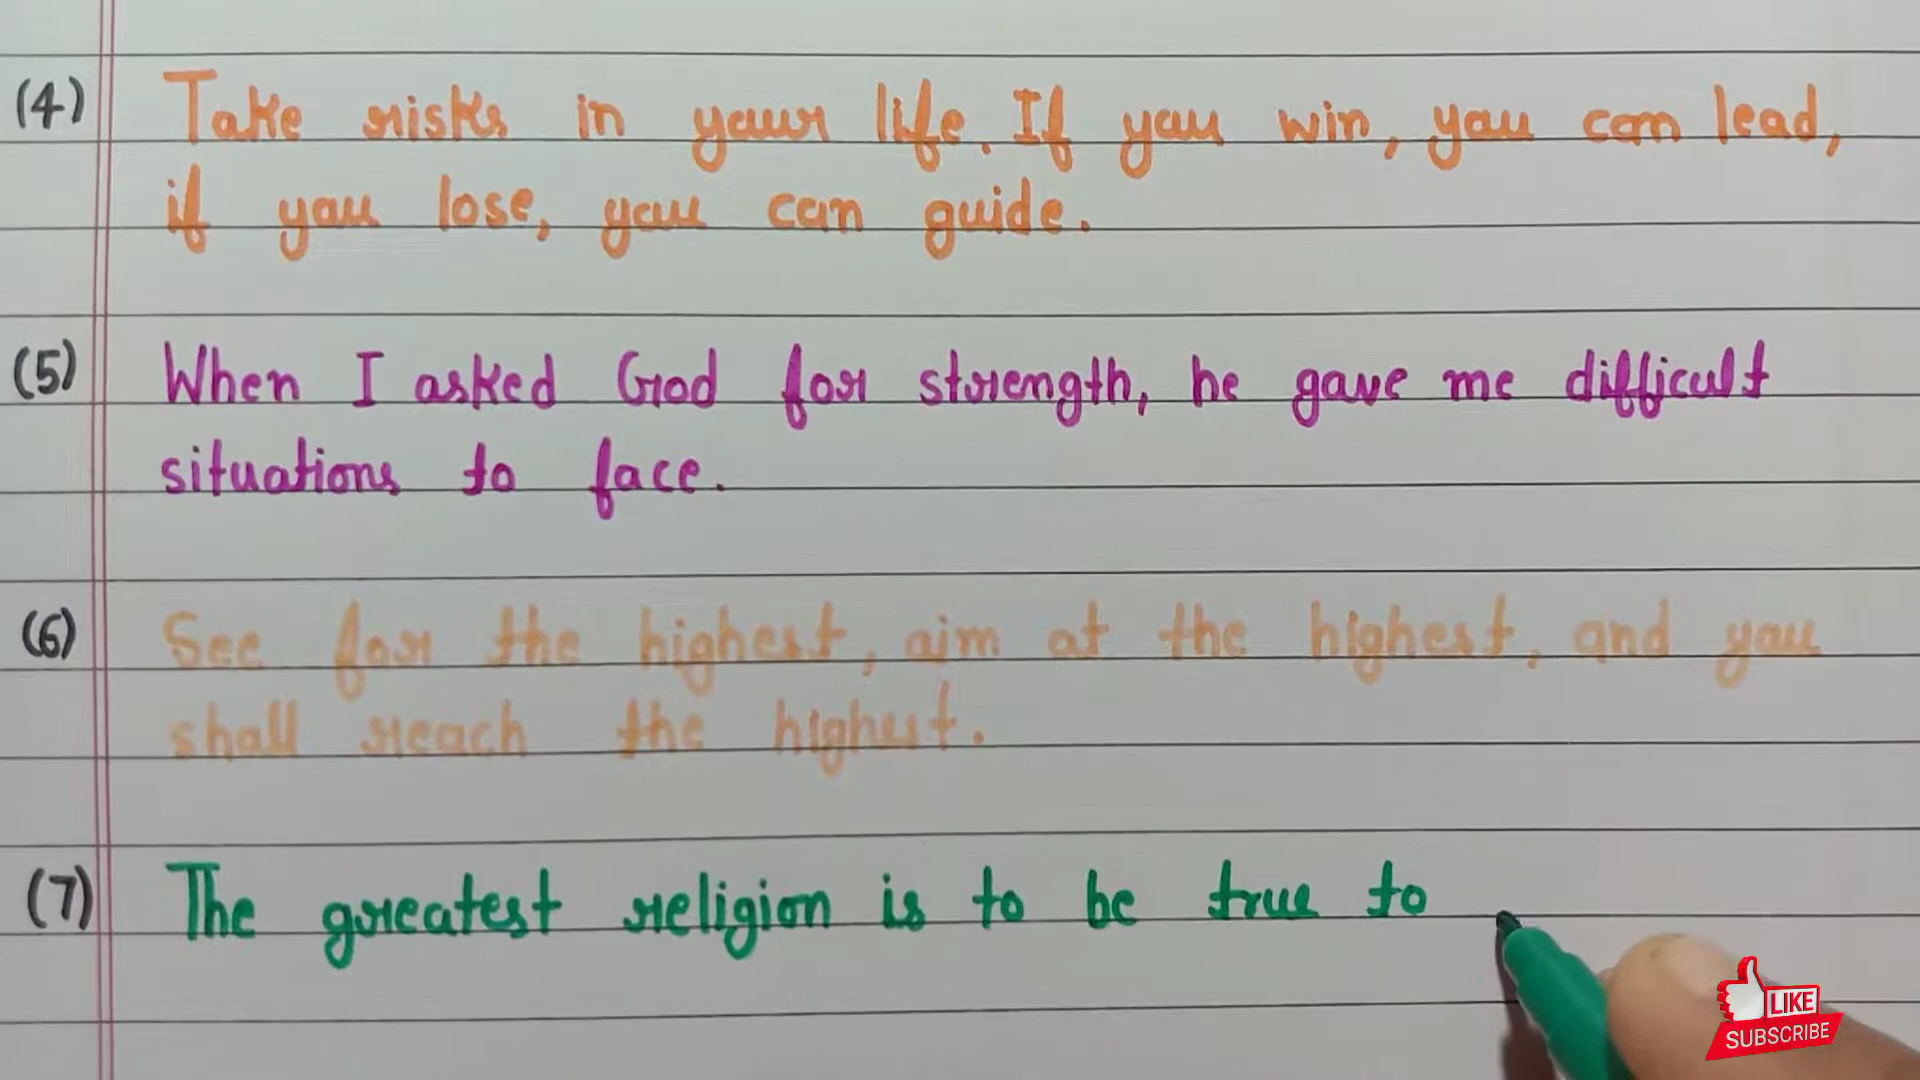 (4) Take risks in your life. If you win, you can lead,
if you lose, you can guide.
(5) When I asked God for strength, he gave me difficult
situations to face.
(6) See for the highest, aim at the highest, and you
shall reach the highest.
(7) The greatest religion is to be true to
LIKE
SUBSCRIBE